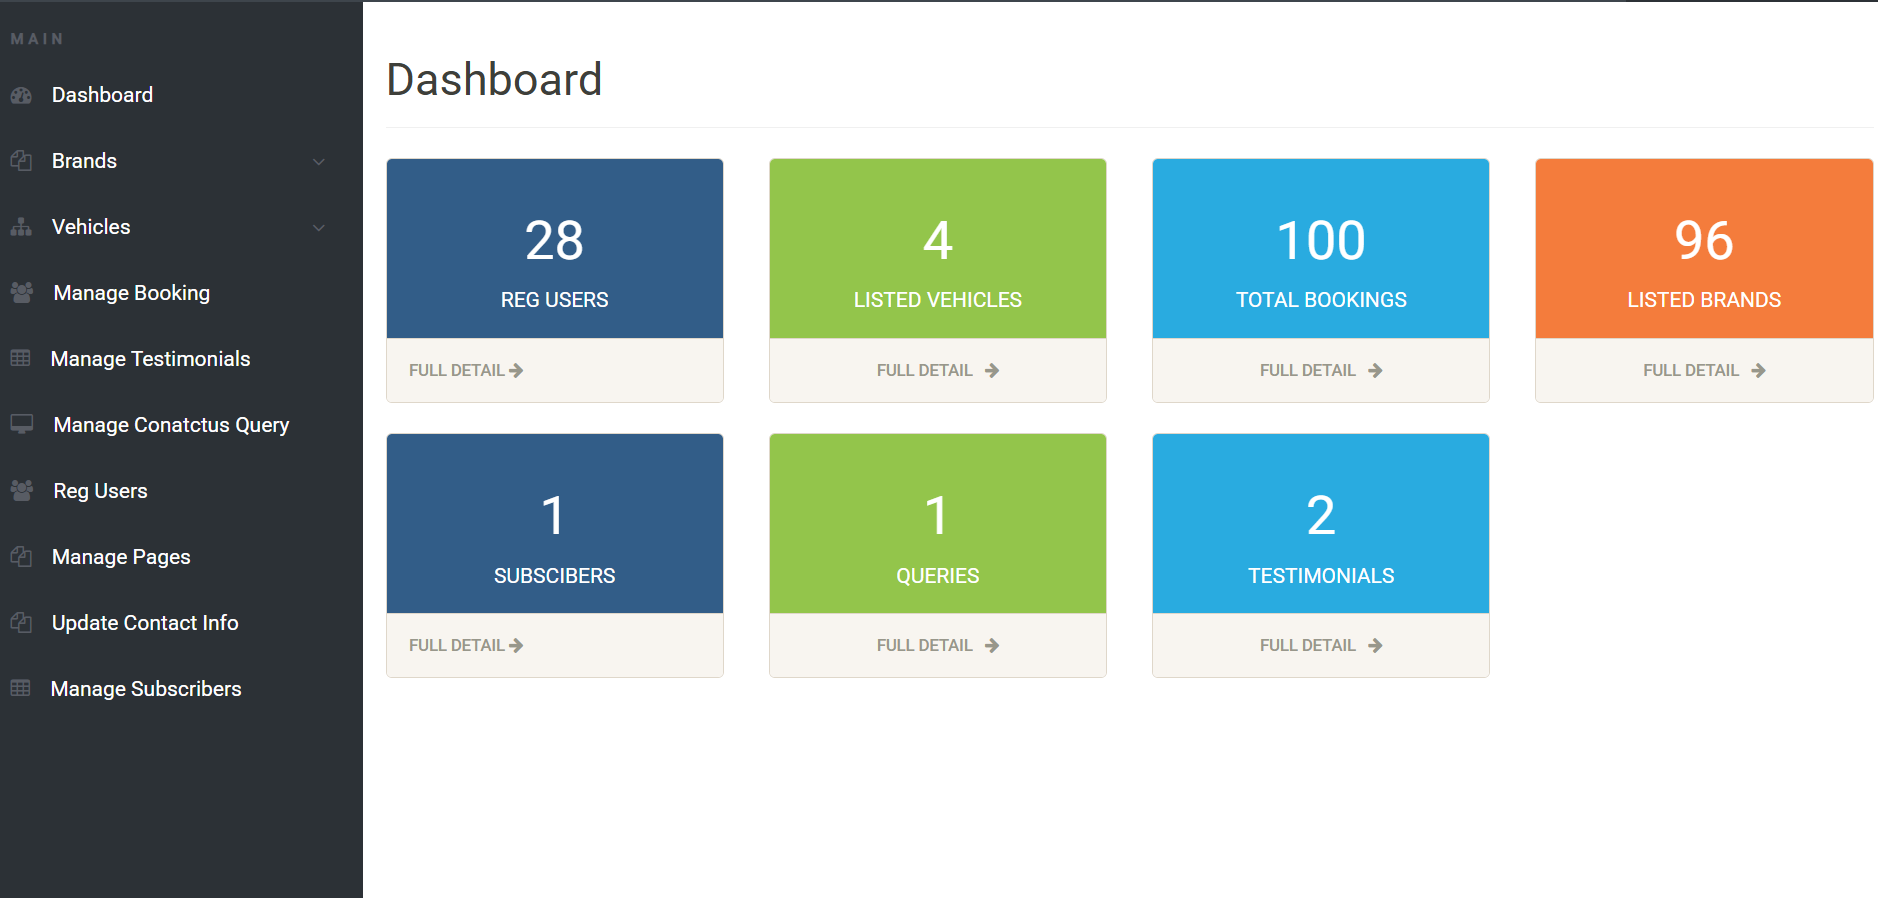 MAIN
Dashboard
Brands
Vehicles
Manage Booking
Manage Testimonials
Manage Conatctus Query
Reg Users
Manage Pages
Update Contact Info
Manage Subscribers
Dashboard
28
REG USERS
FULL DETAIL
4
LISTED VEHICLES
FULL DETAIL
100
TOTAL BOOKINGS
FULL DETAIL
96
LISTED BRANDS
FULL DETAIL
1
SUBSCIBERS
FULL DETAIL
1
QUERIES
FULL DETAIL
2
TESTIMONIALS
FULL DETAIL